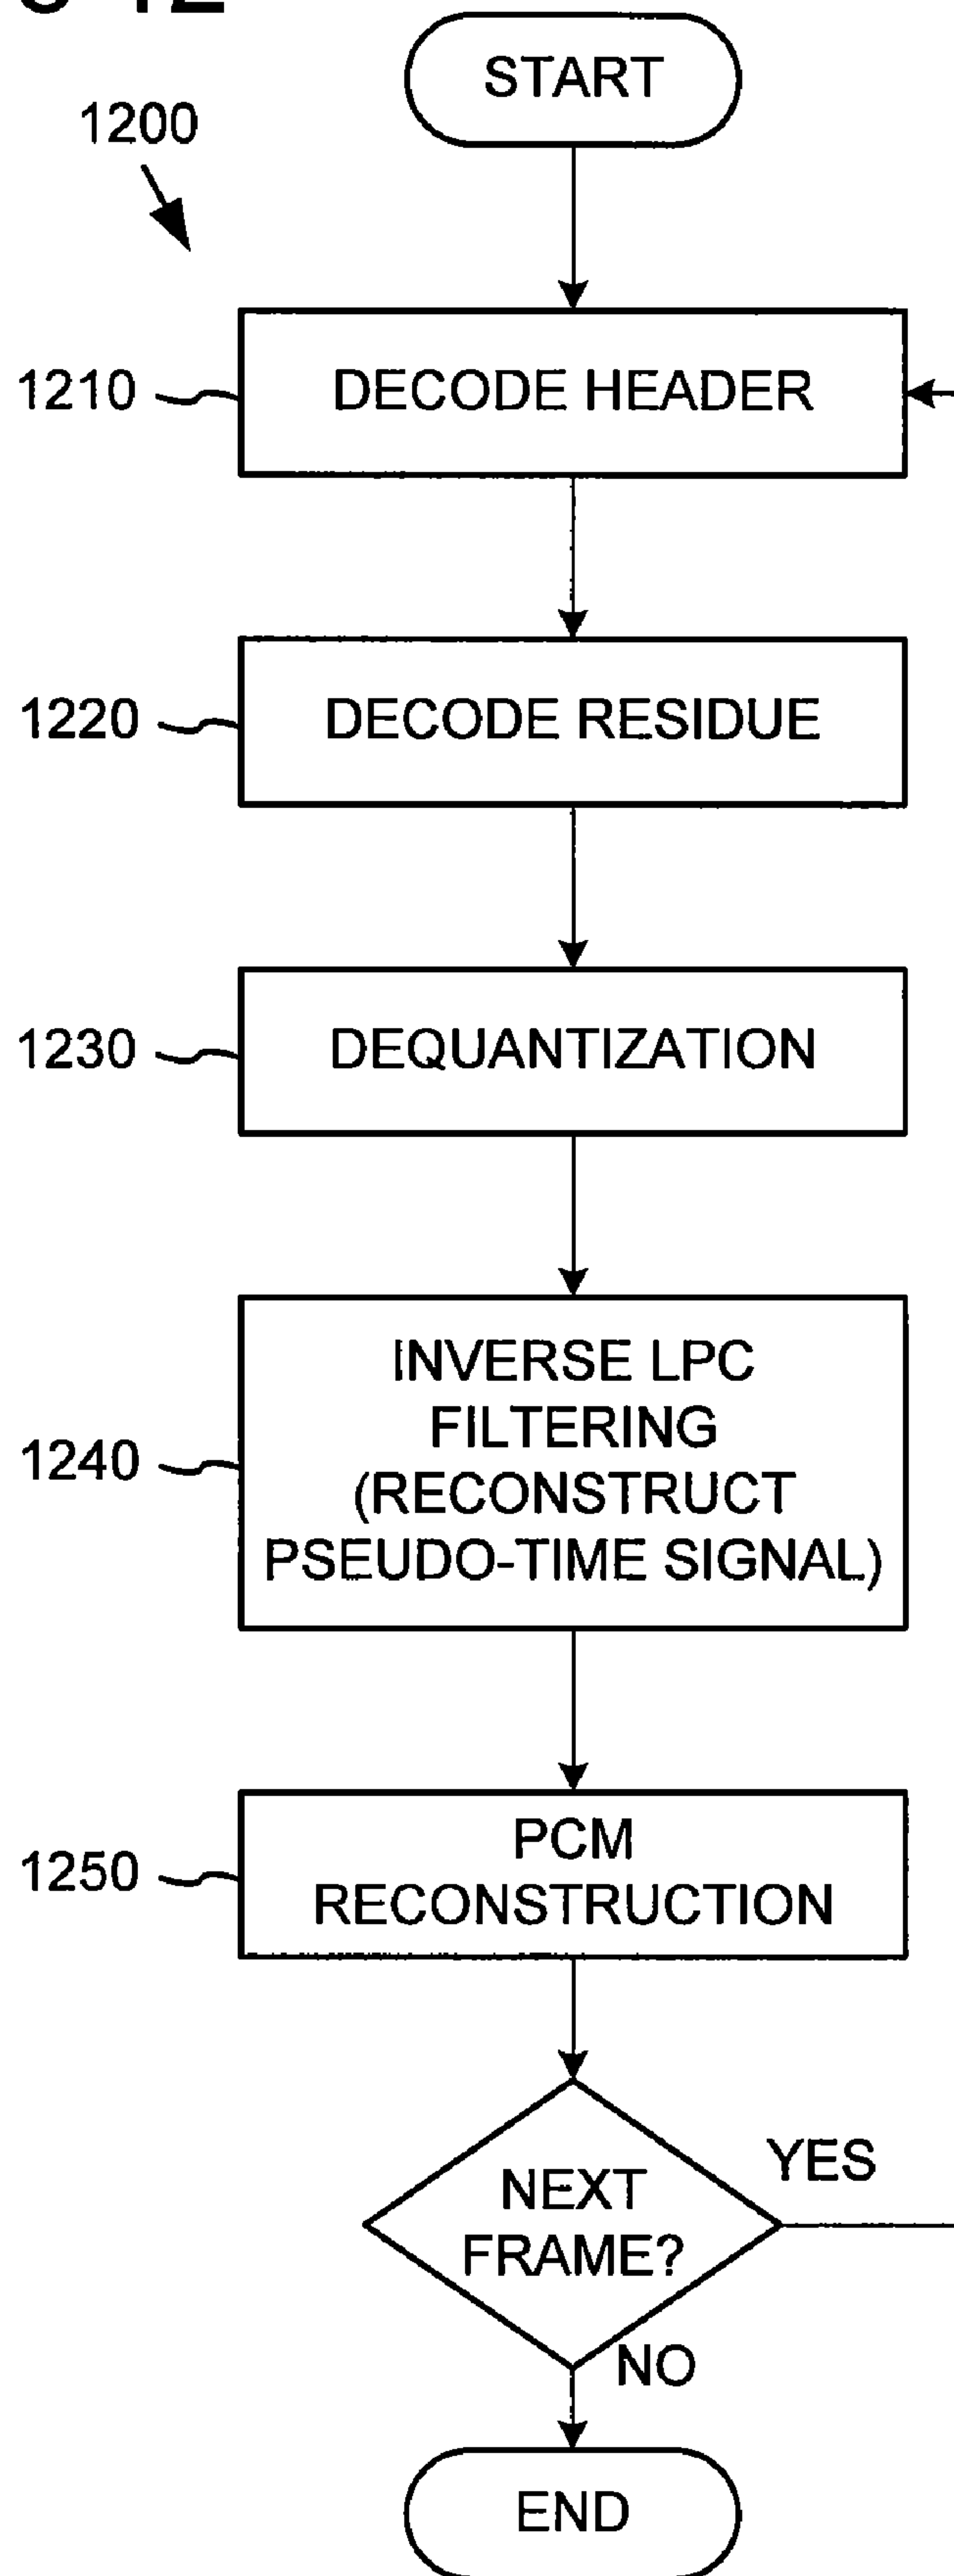 12
START
1200
1210
DECODE HEADER
1220
DECODE RESIDUE
1230
DEQUANTIZATION
1240
INVERSE LPC
FILTERING
(RECONSTRUCT
PSEUDO-TIME SIGNAL)
1250
PCM
RECONSTRUCTION
NEXT
FRAME?
YES
NO
END